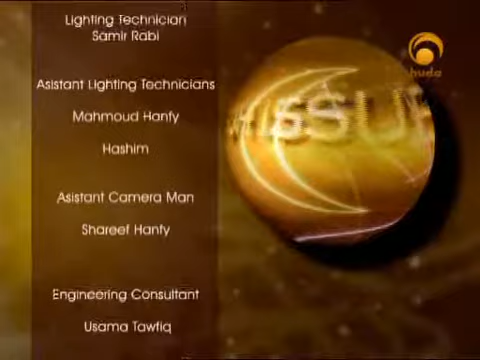 Lighting Technician
Samir Rabi
Asistant Lighting Technicians
Mahmoud Hanfy
Hashim
Asistant Camera Man
Shareef Hanfy
Engineering Consultant
Usama Tawfiq
huda